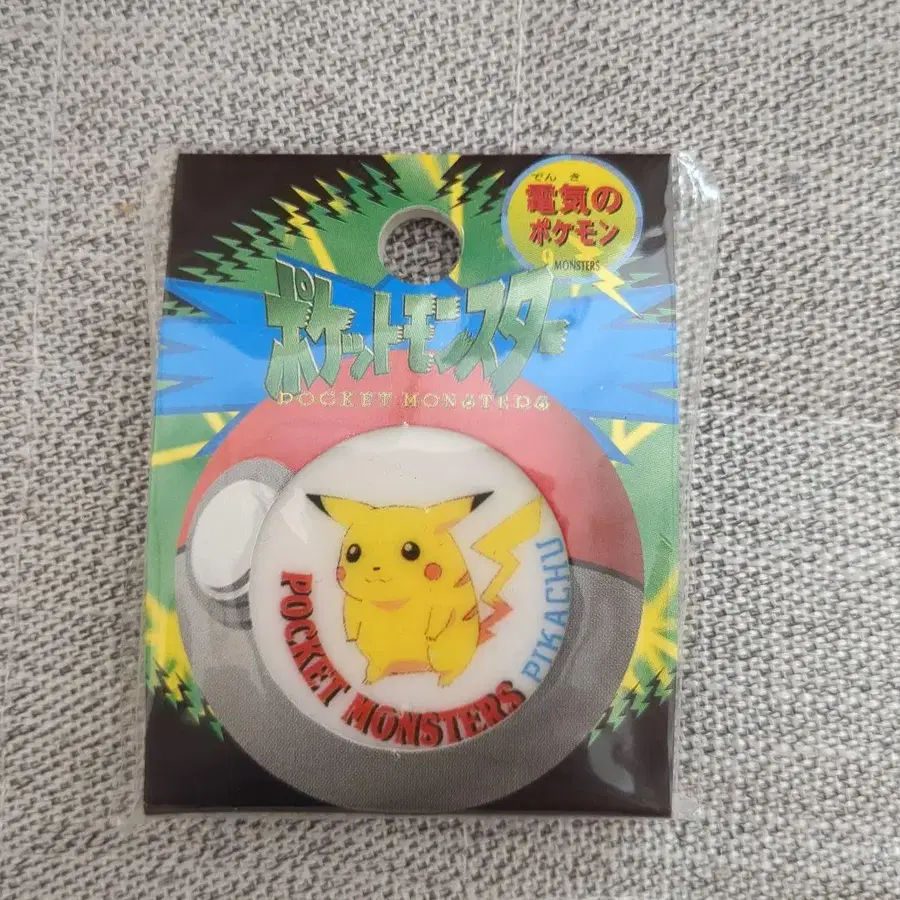 でんき
電気の
ポケモン
MONSTERS
ポケットモンスター
POCKET MONSTERS
POCKET MONSTERS PIKACHU